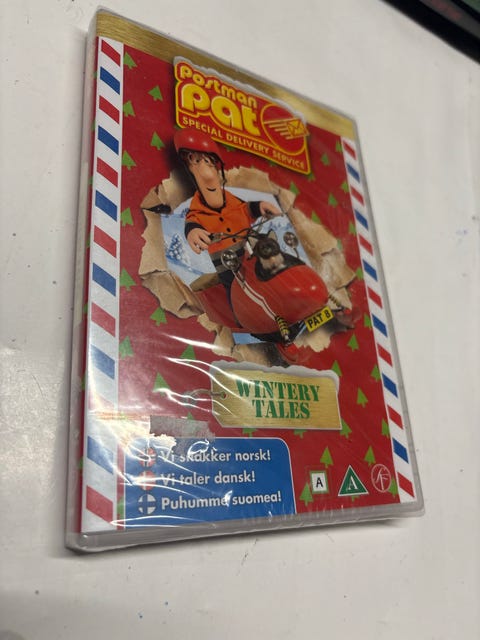 Postman
Pat
SPECIAL DELIVERY SERVICE
PAT 8
WINTERY
TALES
Vi snakker norsk!
Vi taler dansk!
Puhumme suomea!
A
A